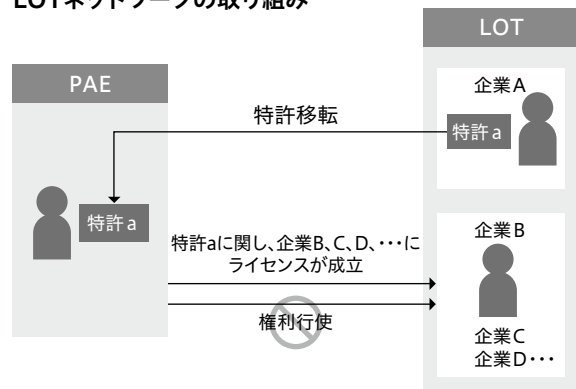 LOTネットワークの取り組み
LOT
PAE
企業A
特許a
特許移転
特許a
特許aに関し、企業B、C、D、・・・に
ライセンスが成立
権利行使
企業B
企業C
企業D・・・